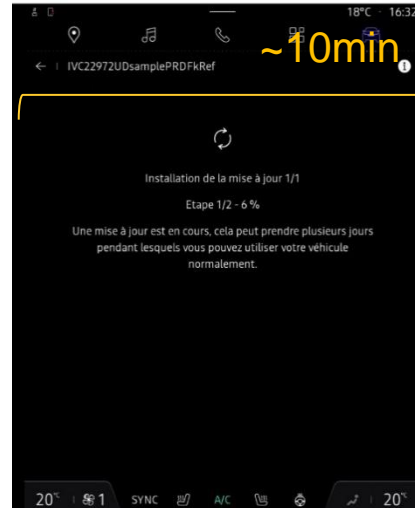 18°C · 16:32
~10min
IVC22972UDsamplePRDFkRef
Installation de la mise à jour 1/1
Etape 1/2 - 6 %
Une mise à jour est en cours, cela peut prendre plusieurs jours
pendant lesquels vous pouvez utiliser votre véhicule
normalement.
20°C 1 SYNC A/C 20°C